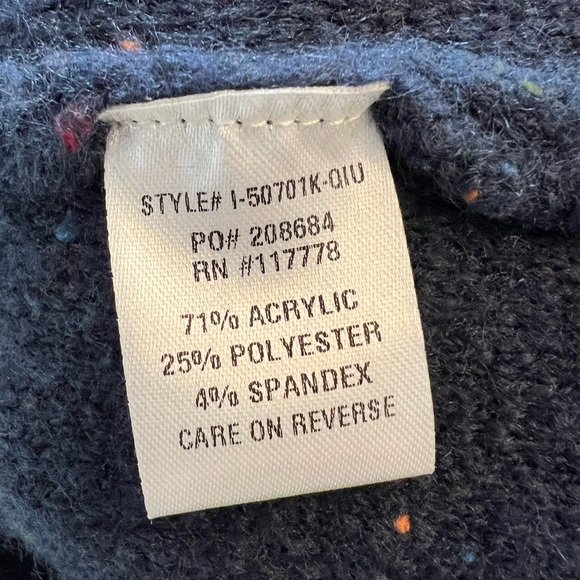 STYLE# I-50701K-QIU
PO# 208684
RN #117778
71% ACRYLIC
25% POLYESTER
4% SPANDEX
CARE ON REVERSE